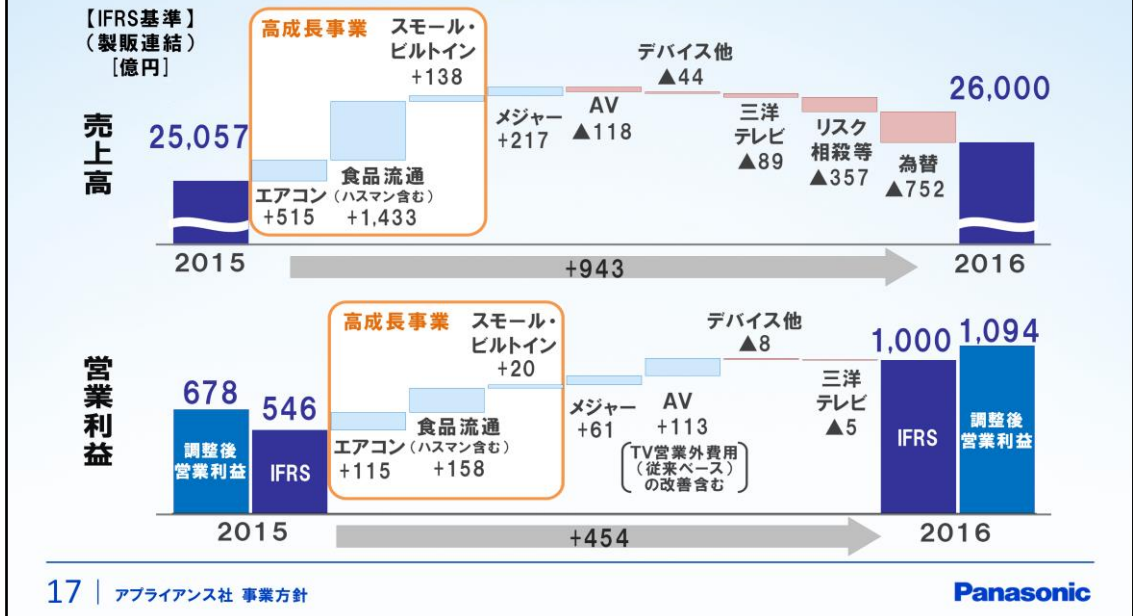 【IFRS基準】
（製販連結）
［億円］
売上高
25,057
2015
高成長事業
エアコン
+515
食品流通
（ハスマン含む）
+1,433
スモール・
ビルトイン
+138
メジャー
+217
AV
▲118
デバイス他
▲44
三洋
テレビ
▲89
リスク
相殺等
▲357
為替
▲752
26,000
2016
+943
営業利益
678
調整後
営業利益
546
IFRS
2015
高成長事業
エアコン
+115
食品流通
（ハスマン含む）
+158
スモール・
ビルトイン
+20
メジャー
+61
AV
+113
TV営業外費用
（従来ベース）
の改善含む
デバイス他
▲8
三洋
テレビ
▲5
1,000
IFRS
1,094
調整後
営業利益
2016
+454
17 | アプライアンス社 事業方針
Panasonic